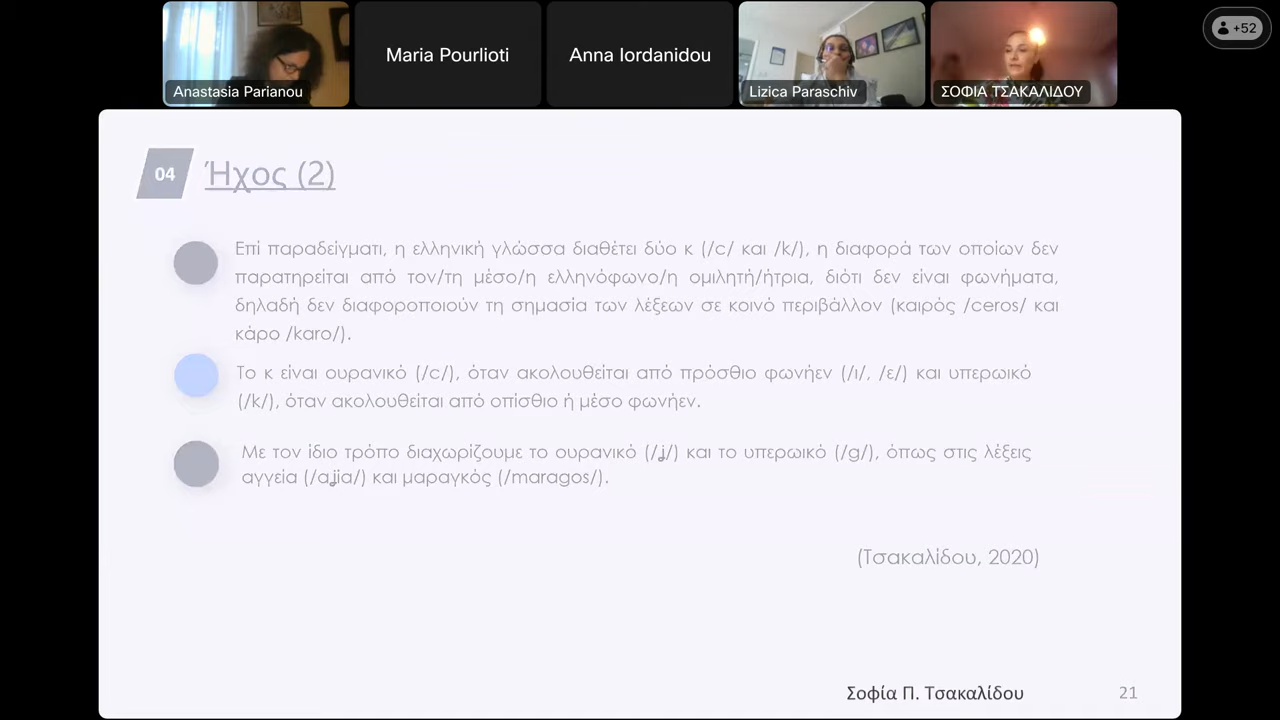 +52
Maria Pourlioti
Anna Iordanidou
Anastasia Parianou
Lizica Paraschiv
ΣΟΦΙΑ ΤΣΑΚΑΛΙΔΟΥ
04
Ήχος (2)
Επί παραδείγματι, η ελληνική γλώσσα διαθέτει δύο κ (/c/ και /k/), η διαφορά των οποίων δεν
παρατηρείται από τον/τη μέσο/η ελληνόφωνο/η ομιλητή/ήτρια, διότι δεν είναι φωνήματα,
δηλαδή δεν διαφοροποιούν τη σημασία των λέξεων σε κοινό περιβάλλον (καιρός /ceros/ και
κάρο /karo/).
Το κ είναι ουρανικό (/c/), όταν ακολουθείται από πρόσθιο φωνήεν (/ι/, /ε/) και υπερωικό
(/k/), όταν ακολουθείται από οπίσθιο ή μέσο φωνήεν.
Με τον ίδιο τρόπο διαχωρίζουμε το ουρανικό (/ʝ/) και το υπερωικό (/g/), όπως στις λέξεις
αγγεία (/aʝia/) και μαραγκός (/maragos/).
(Τσακαλίδου, 2020)
Σοφία Π. Τσακαλίδου
21